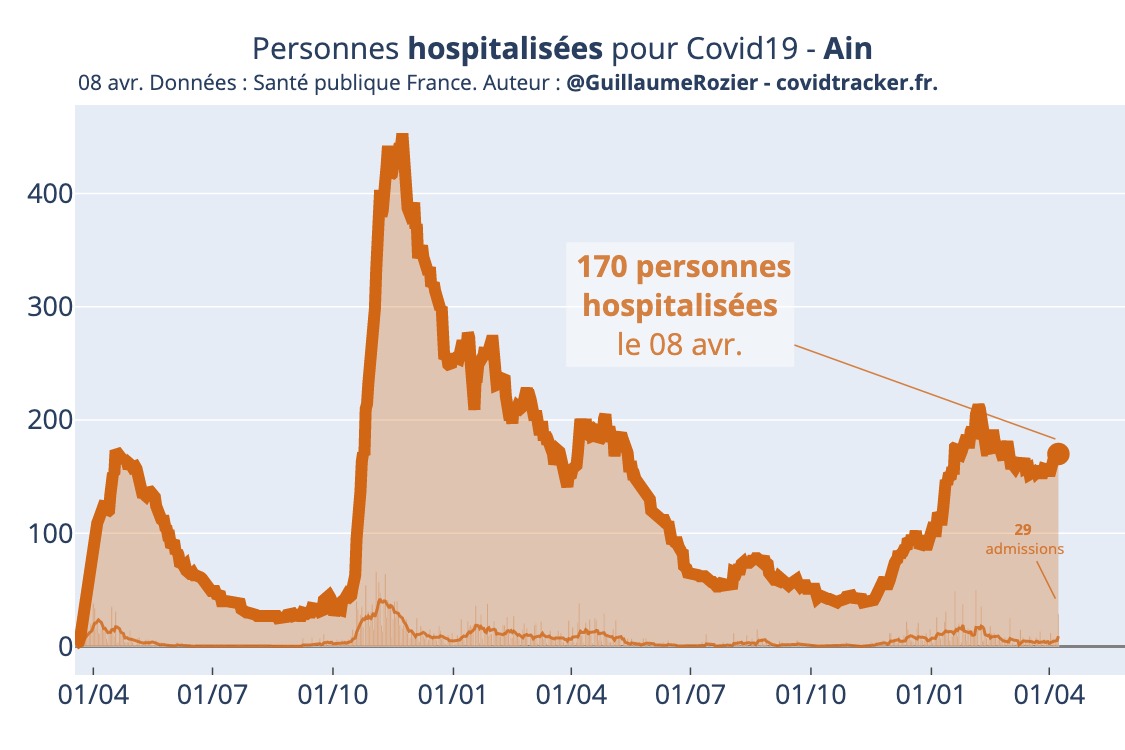 Personnes hospitalisées pour Covid19 - Ain
08 avr. Données : Santé publique France. Auteur : @GuillaumeRozier - covidtracker.fr.
400
300
200
100
0
170 personnes
hospitalisées
le 08 avr.
29
admissions
01/04 01/07 01/10 01/01 01/04 01/07 01/10 01/01 01/04